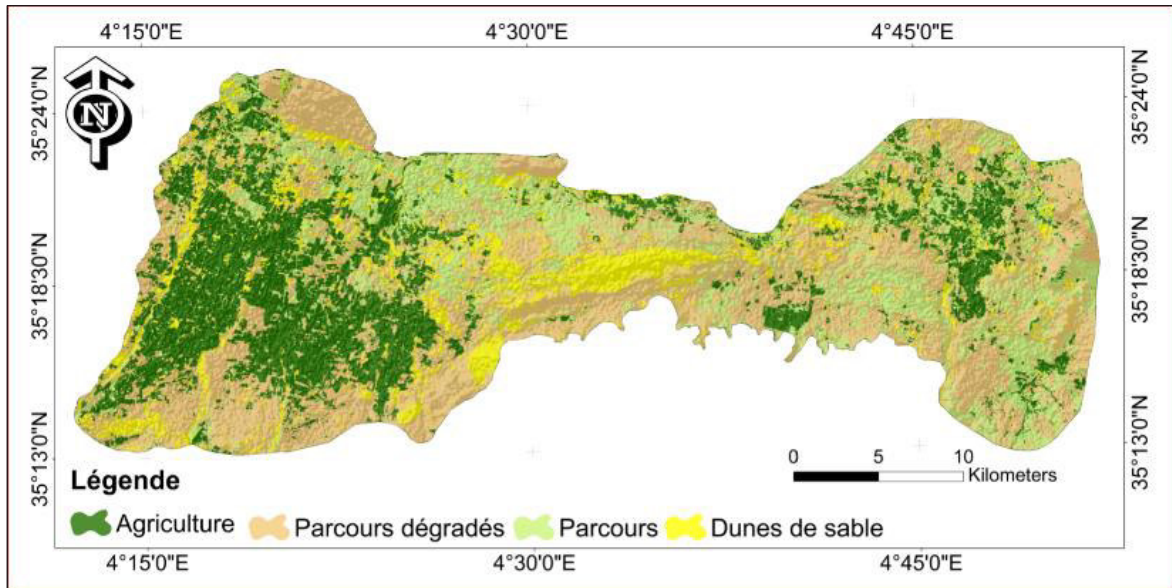 4°15'0"E 4°30'0"E 4°45'0"E
N
35°24'0"N 35°24'0"N
35°18'30"N 35°18'30"N
35°13'0"N 35°13'0"N
0 5 10
Kilometers
Légende
Agriculture Parcours dégradés Parcours Dunes de sable
4°15'0"E 4°30'0"E 4°45'0"E